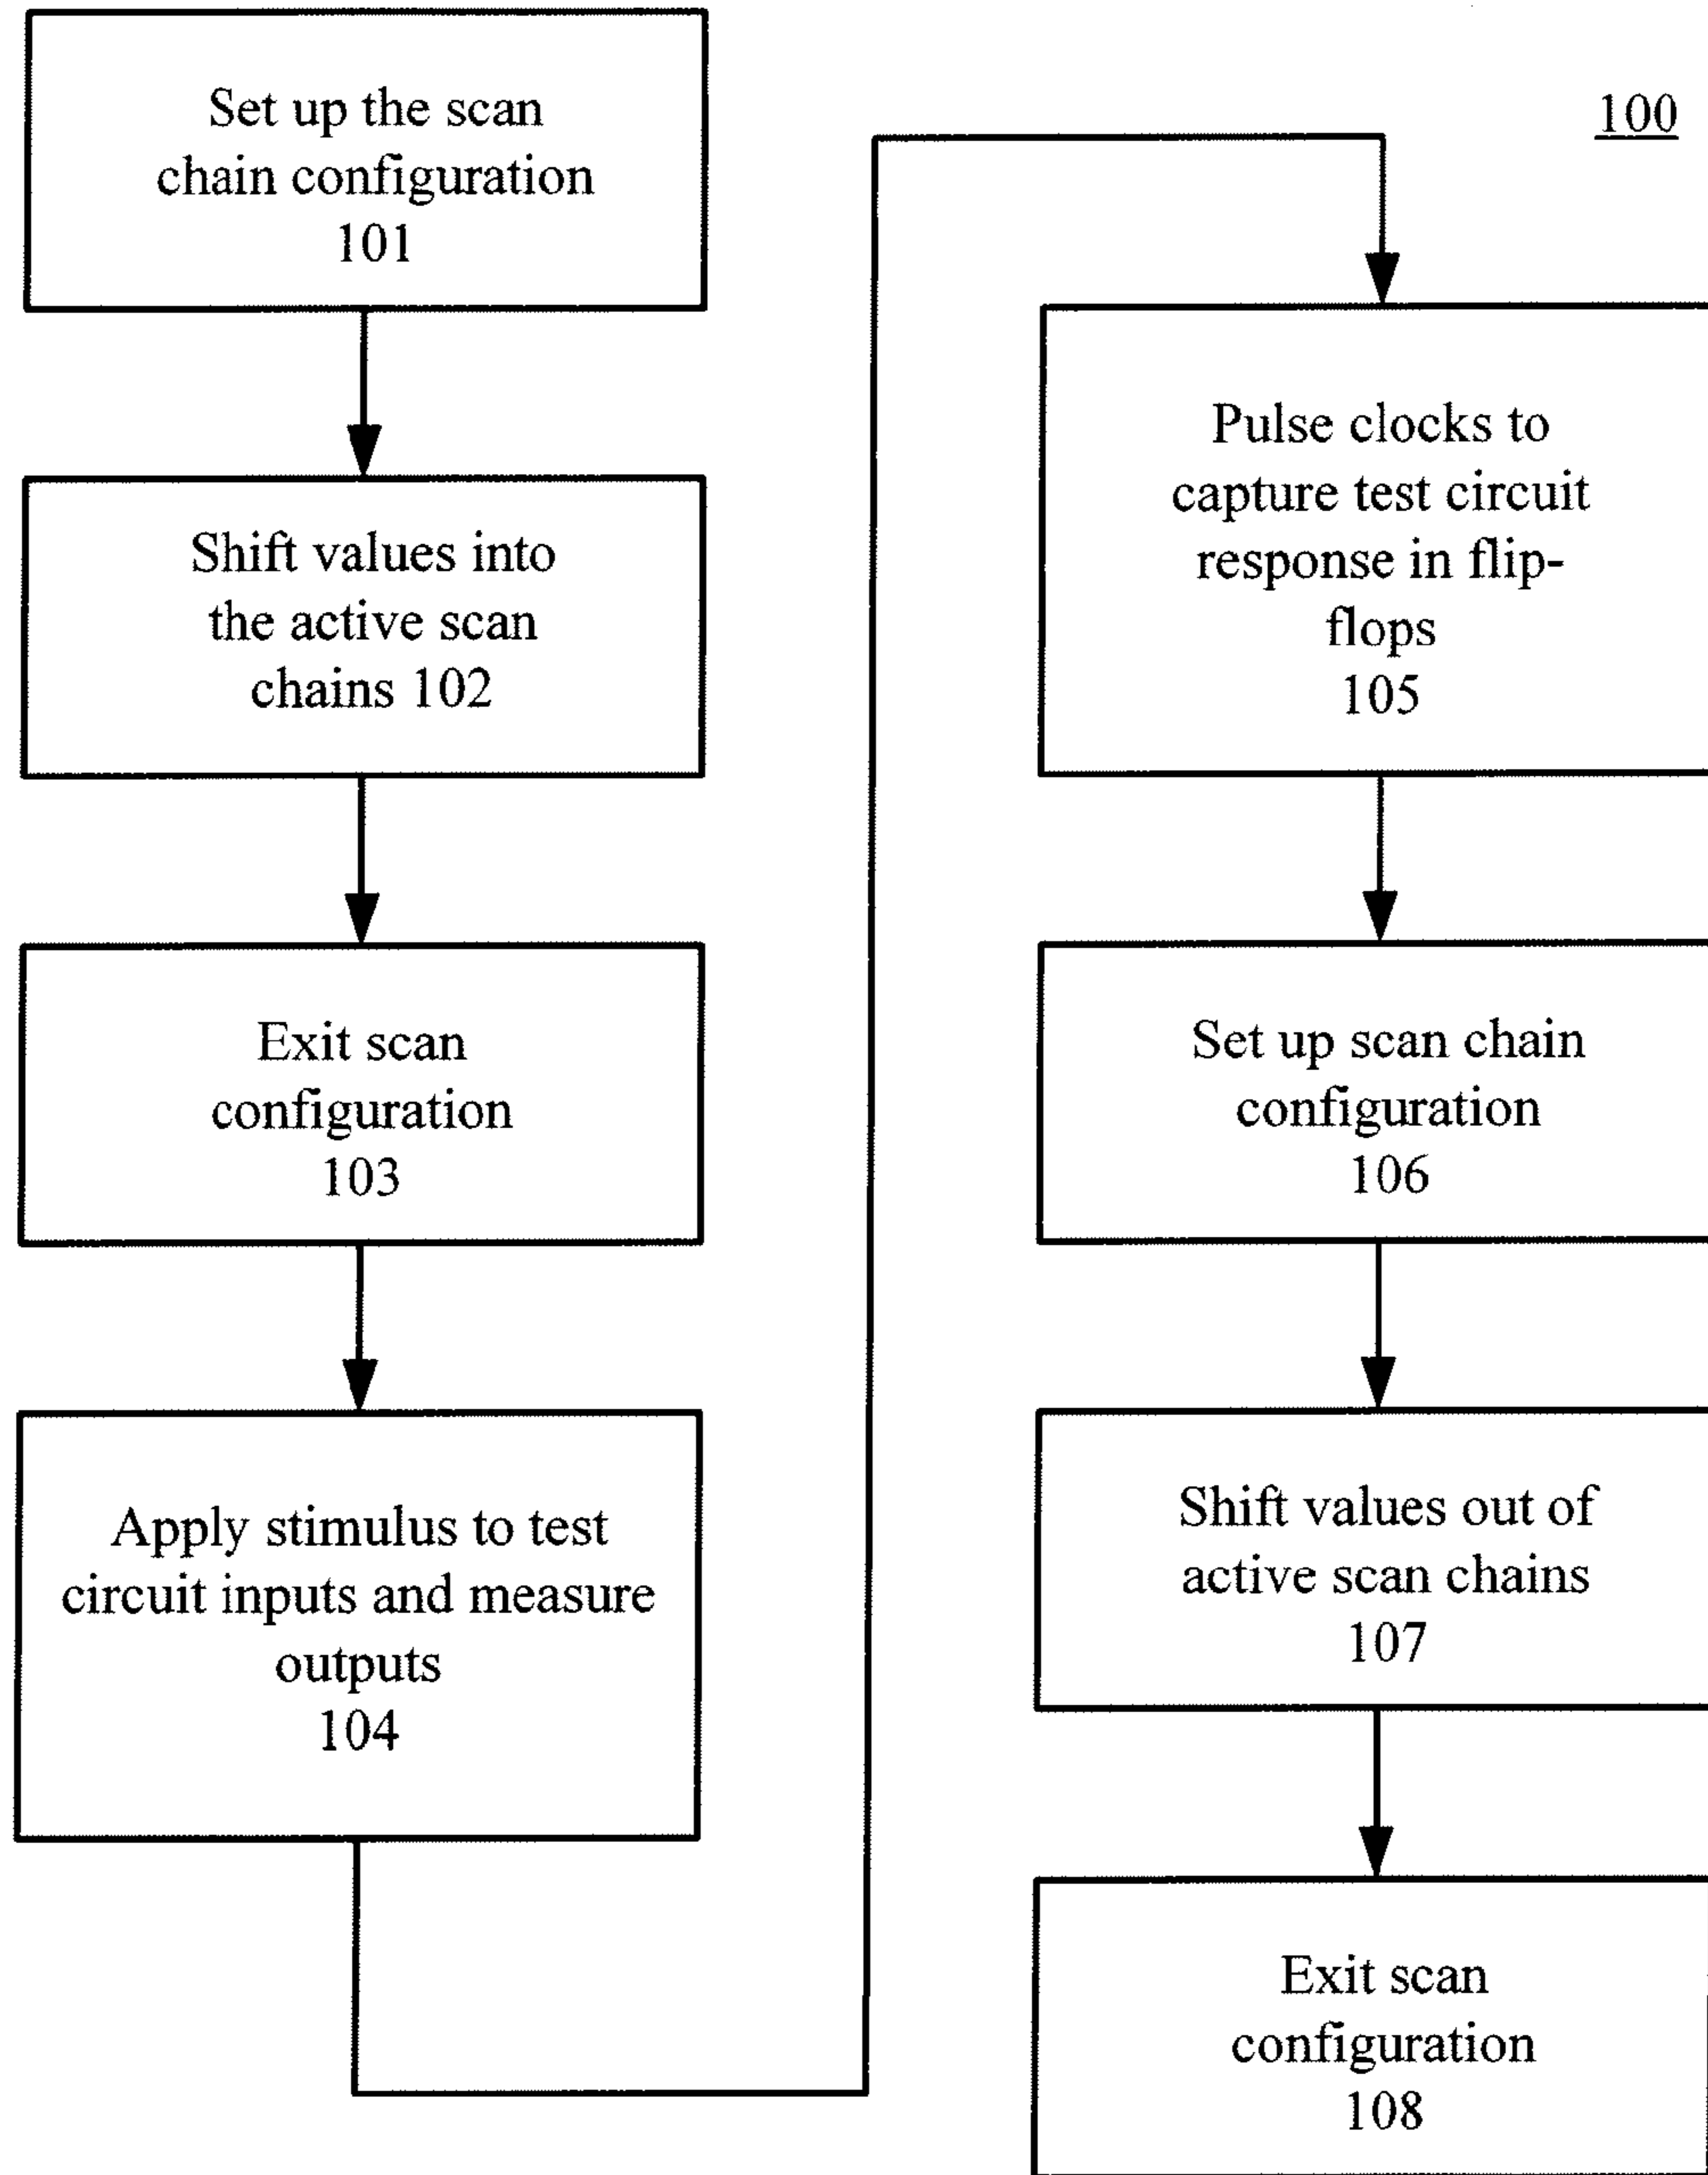 Set up the scan
chain configuration
101
Shift values into
the active scan
chains 102
Exit scan
configuration
103
Apply stimulus to test
circuit inputs and measure
outputs
104
100
Pulse clocks to
capture test circuit
response in flip-
flops
105
Set up scan chain
configuration
106
Shift values out of
active scan chains
107
Exit scan
configuration
108